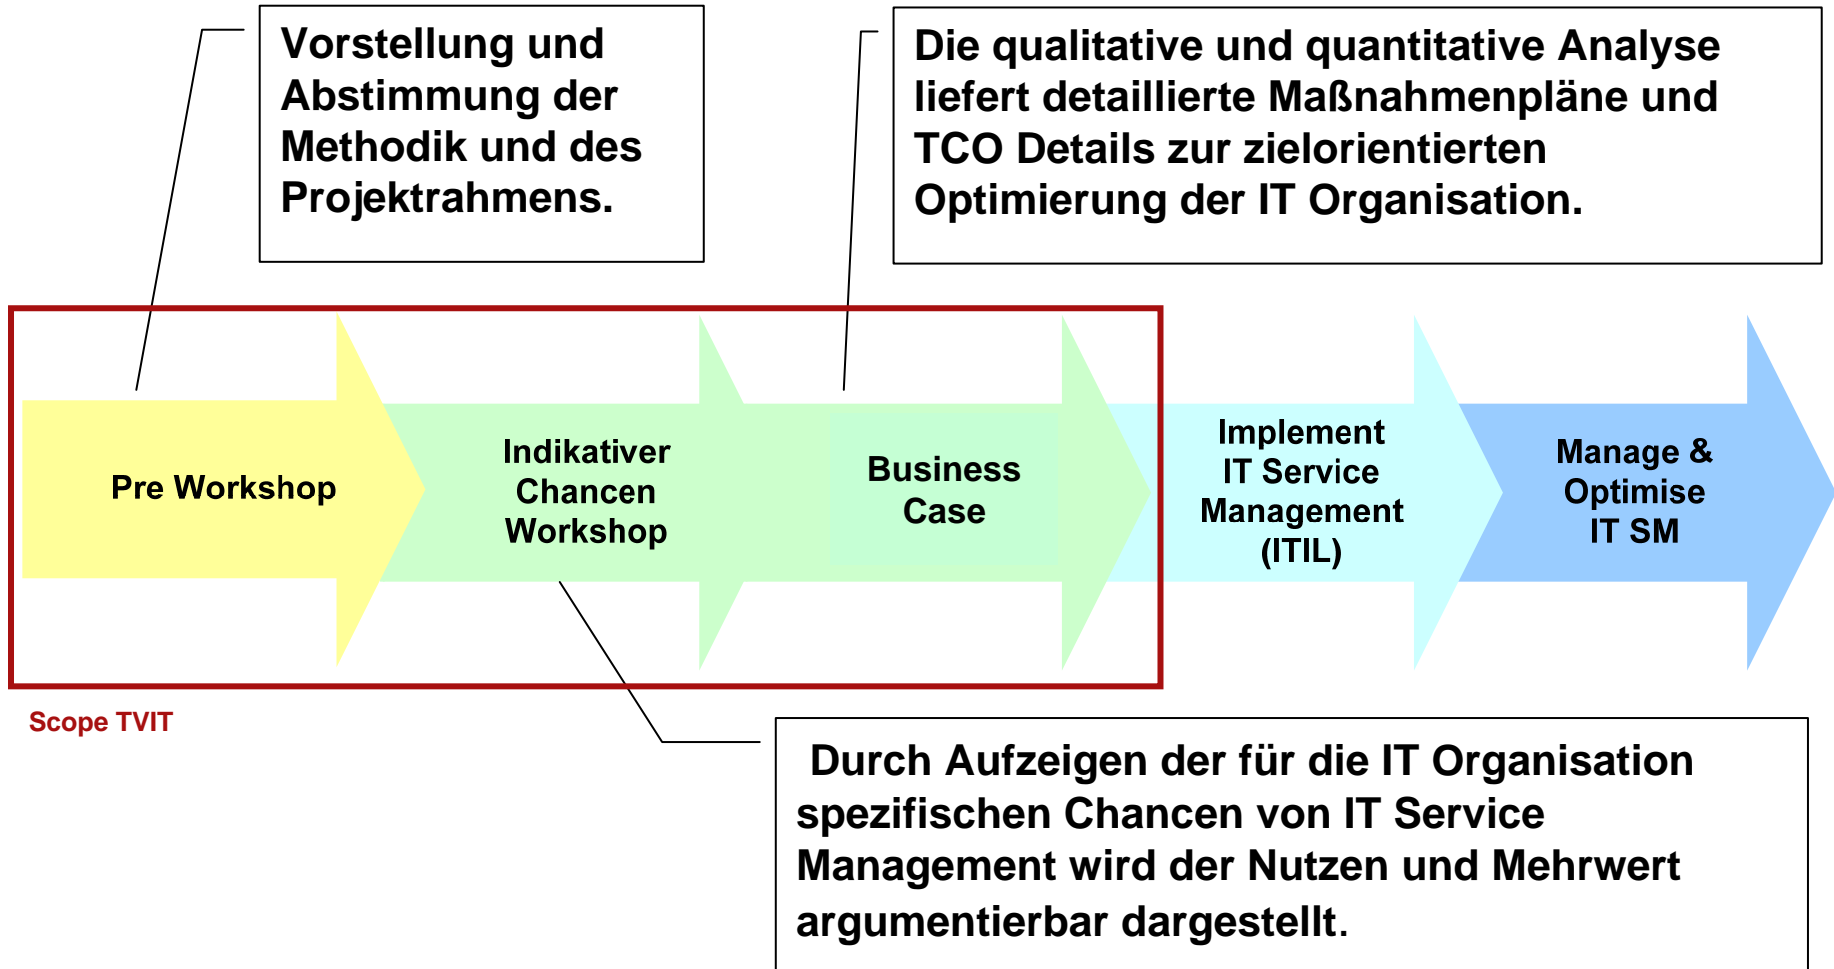 Vorstellung und
Abstimmung der
Methodik und des
Projektrahmens.
Die qualitative und quantitative Analyse
liefert detaillierte Maßnahmenpläne und
TCO Details zur zielorientierten
Optimierung der IT Organisation.
Pre Workshop
Indikativer
Chancen
Workshop
Business
Case
Implement
IT Service
Management
(ITIL)
Manage &
Optimise
IT SM
Scope TVIT
Durch Aufzeigen der für die IT Organisation
spezifischen Chancen von IT Service
Management wird der Nutzen und Mehrwert
argumentierbar dargestellt.